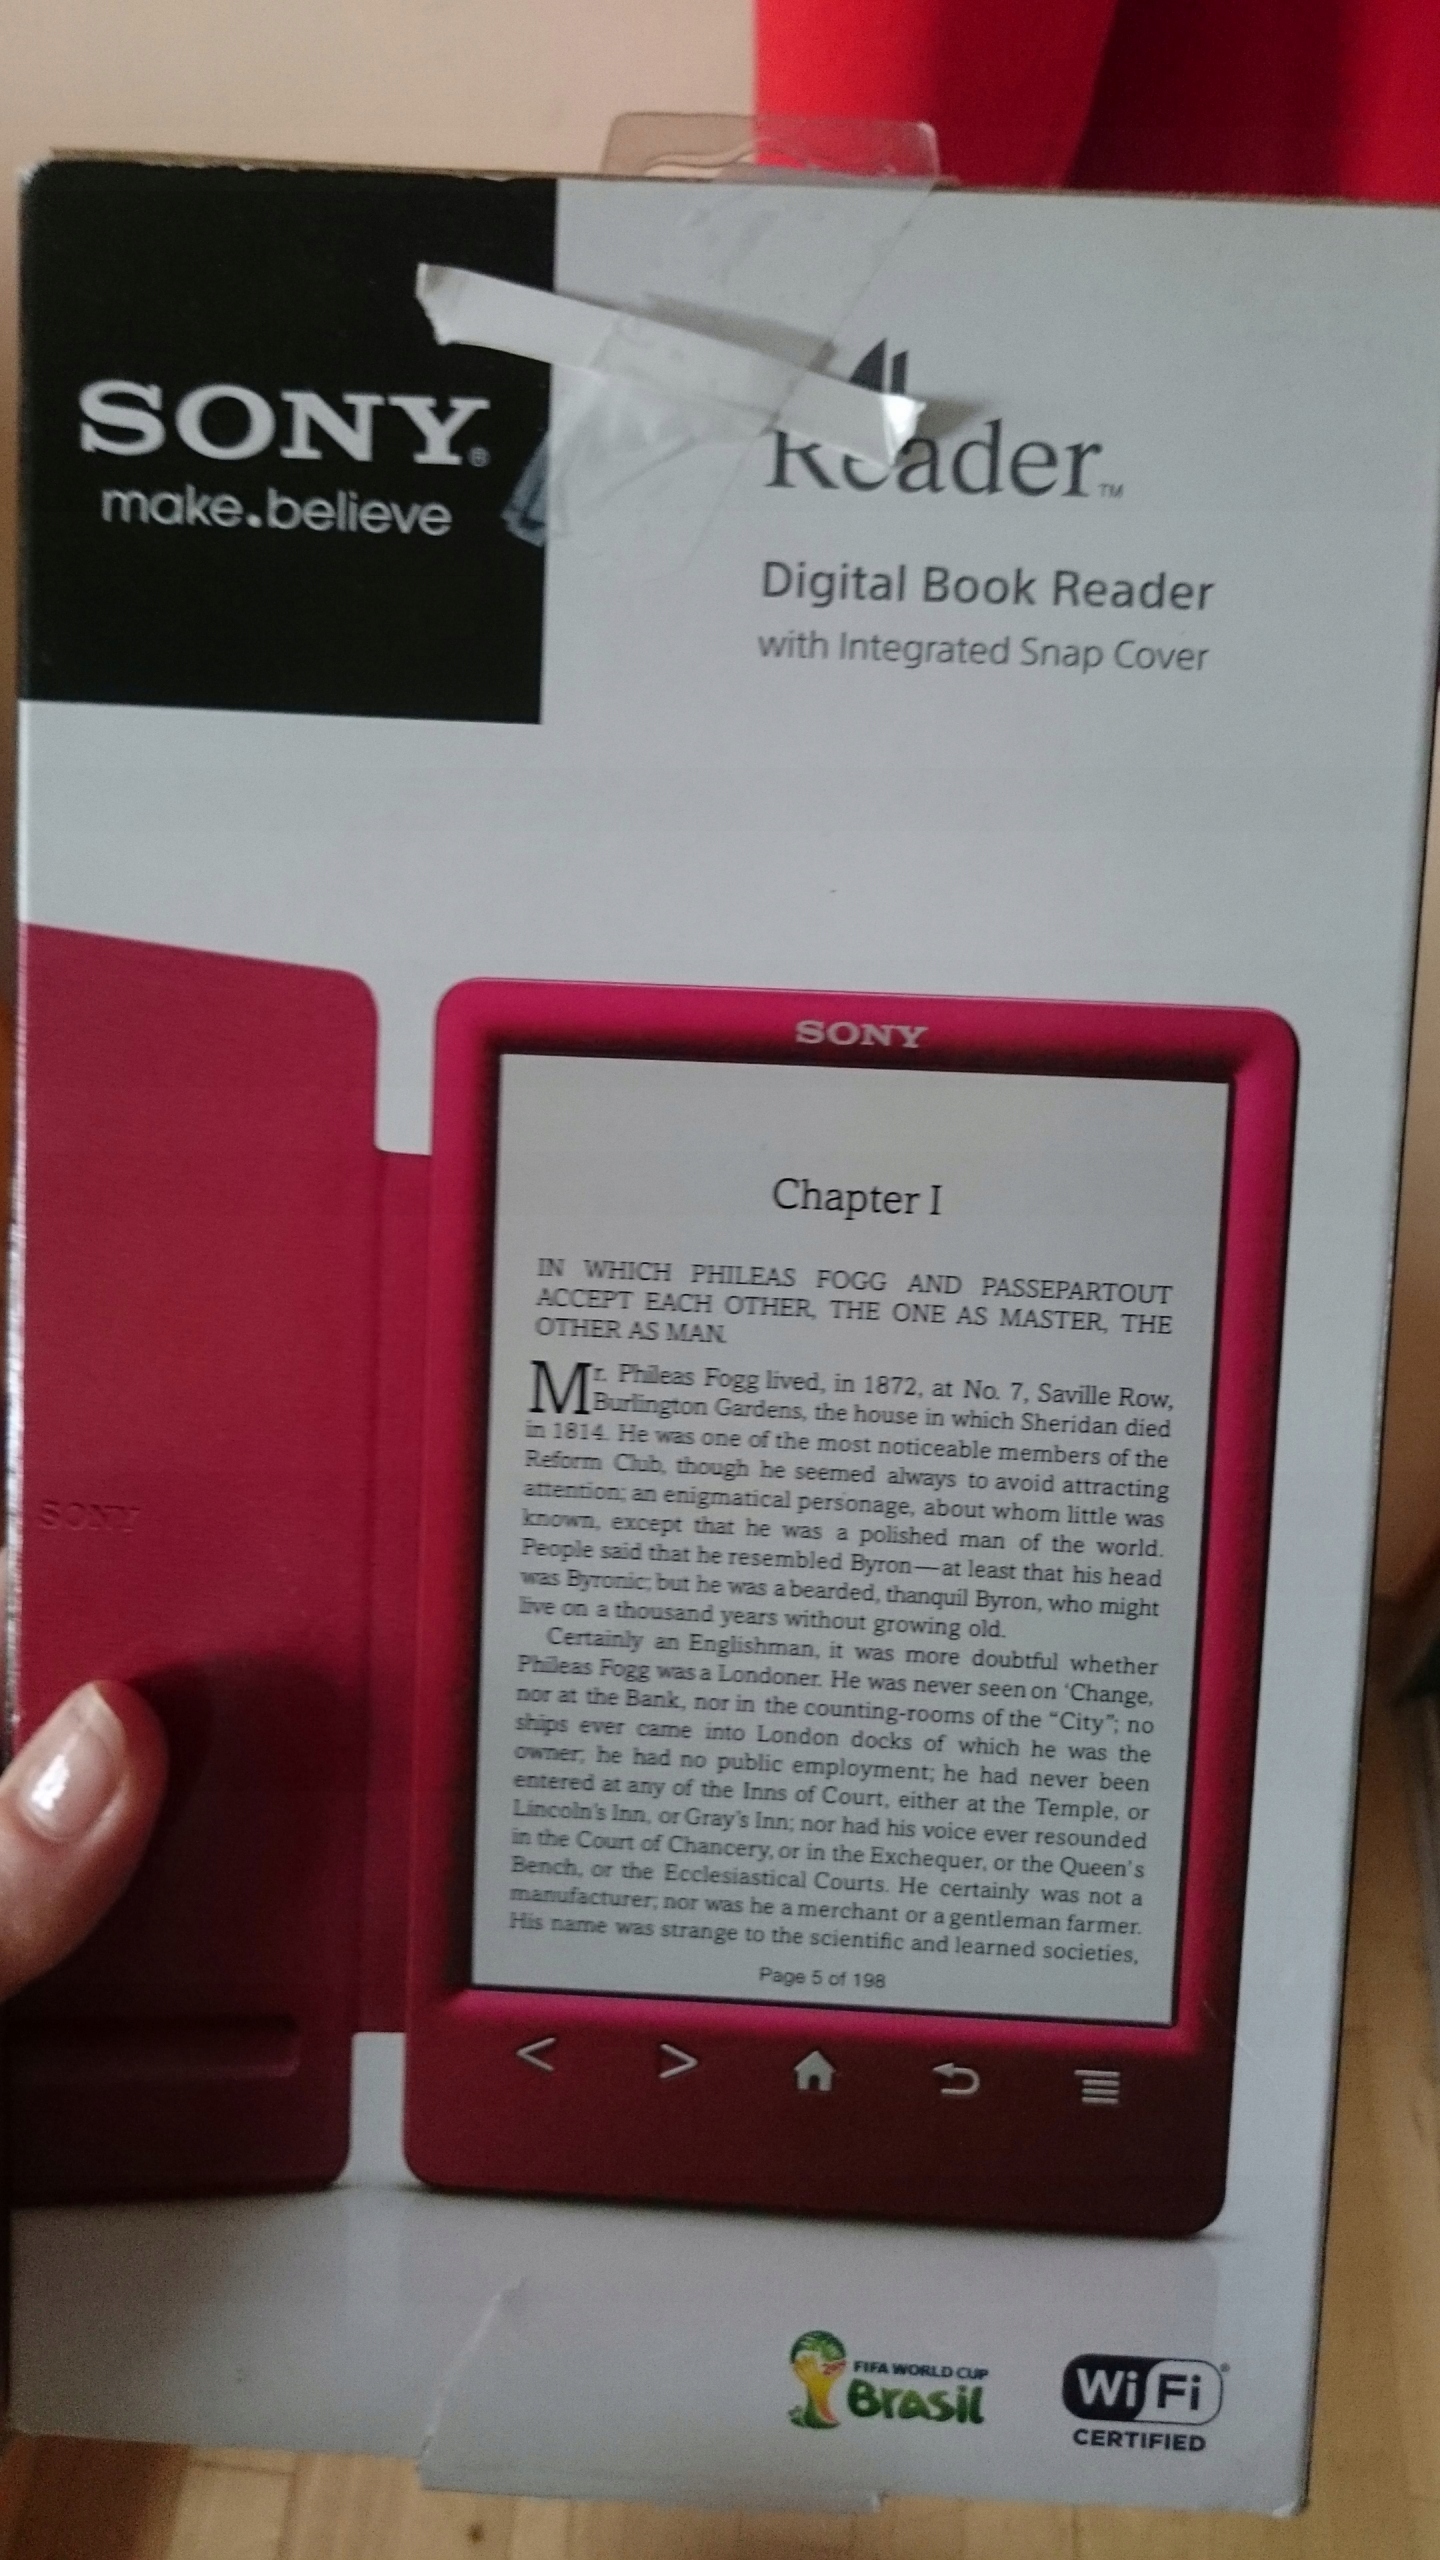 SONY®
make.believe
Reader™
Digital Book Reader
with Integrated Snap Cover
SONY
SONY
Chapter I
IN WHICH PHILEAS FOGG AND PASSEPARTOUT
ACCEPT EACH OTHER, THE ONE AS MASTER, THE
OTHER AS MAN.
Mr. Phileas Fogg lived, in 1872, at No. 7, Saville Row,
Burlington Gardens, the house in which Sheridan died
in 1814. He was one of the most noticeable members of the
Reform Club, though he seemed always to avoid attracting
attention; an enigmatical personage, about whom little was
known, except that he was a polished man of the world.
People said that he resembled Byron—at least that his head
was Byronic; but he was a bearded, thanquil Byron, who might
live on a thousand years without growing old.
Certainly an Englishman, it was more doubtful whether
Phileas Fogg was a Londoner. He was never seen on 'Change,
nor at the Bank, nor in the counting-rooms of the “City”; no
ships ever came into London docks of which he was the
owner; he had no public employment; he had never been
entered at any of the Inns of Court, either at the Temple, or
Lincoln's Inn, or Gray's Inn; nor had his voice ever resounded
in the Court of Chancery, or in the Exchequer, or the Queen's
Bench, or the Ecclesiastical Courts. He certainly was not a
manufacturer; nor was he a merchant or a gentleman farmer.
His name was strange to the scientific and learned societies,
Page 5 of 198
FIFA WORLD CUP
Brasil
Wi Fi®
CERTIFIED